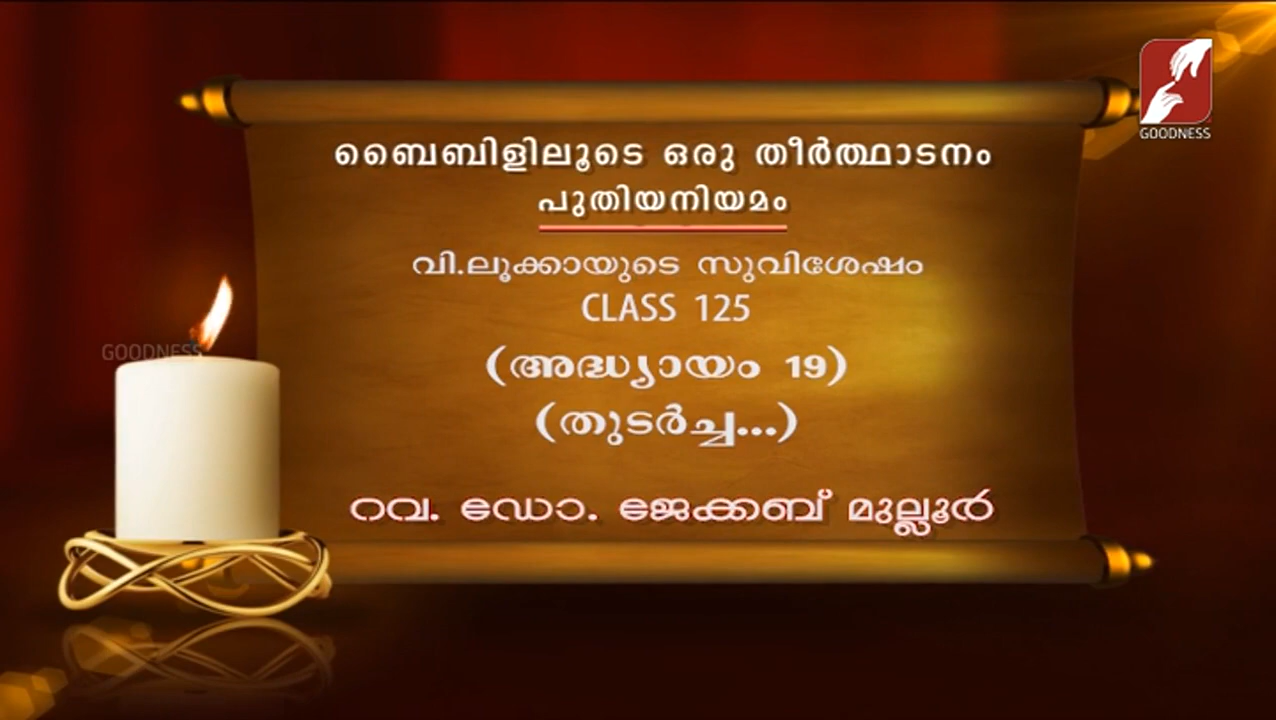 GOODNESS
ബൈബിളിലൂടെ ഒരു തീർത്ഥാടനം
പുതിയനിയമം
വി.ലൂക്കായുടെ സുവിശേഷം
CLASS 125
GOODNESS
(അദ്ധ്യായം 19)
(തുടർച്ച...)
റവ. ഡോ. ജേക്കബ് മുല്ലൂർ